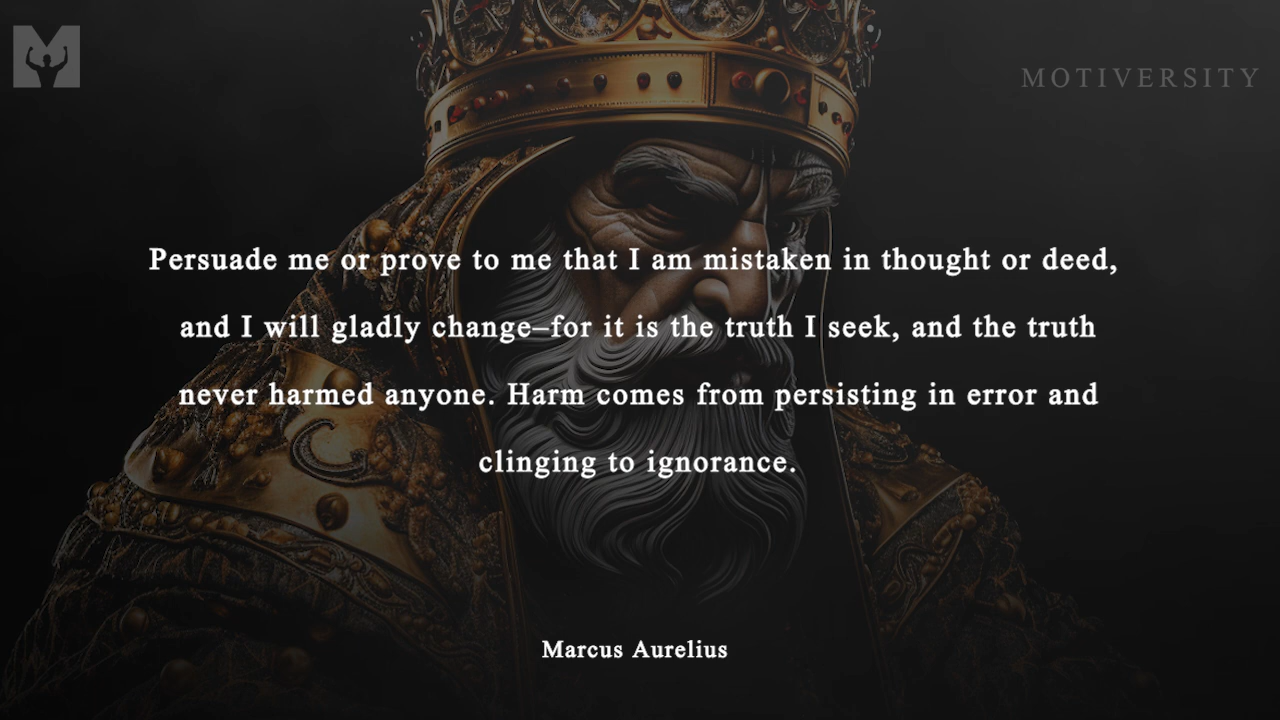 MOTIVERSITY
Persuade me or prove to me that I am mistaken in thought or deed,
and I will gladly change–for it is the truth I seek, and the truth
never harmed anyone. Harm comes from persisting in error and
clinging to ignorance.
Marcus Aurelius